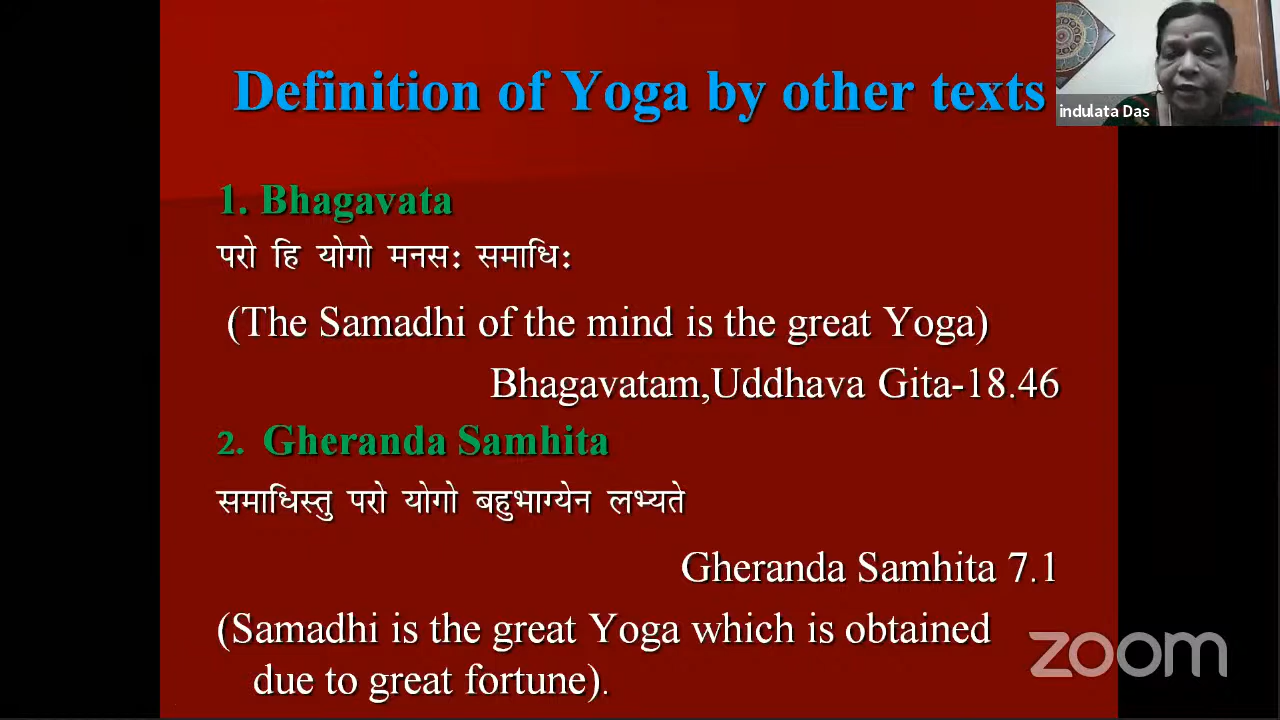 Definition of Yoga by other texts
indulata Das
1. Bhagavata
परो हि योगो मनसः समाधिः
(The Samadhi of the mind is the great Yoga)
Bhagavatam,Uddhava Gita-18.46
2. Gheranda Samhita
समाधिस्तु परो योगो बहुभाग्येन लभ्यते
Gheranda Samhita 7.1
(Samadhi is the great Yoga which is obtained
due to great fortune).
zoom